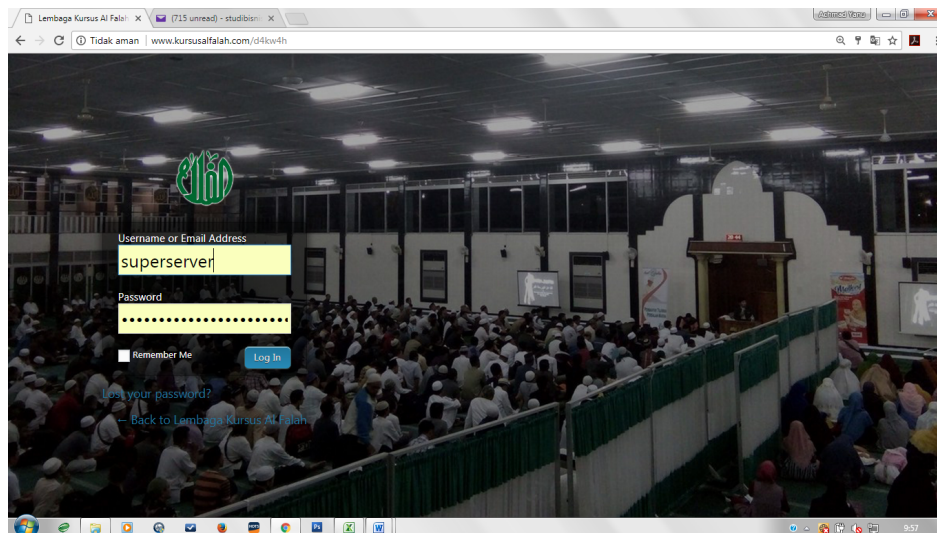 Lembaga Kursus Al Falah
(715 unread) - studibisni
Achmad Yanu
Tidak aman
www.kursusalfalah.com/d4kw4h
Username or Email Address
superserver
Password
Remember Me
Log In
Lost your password?
← Back to Lembaga Kursus Al Falah
9:57